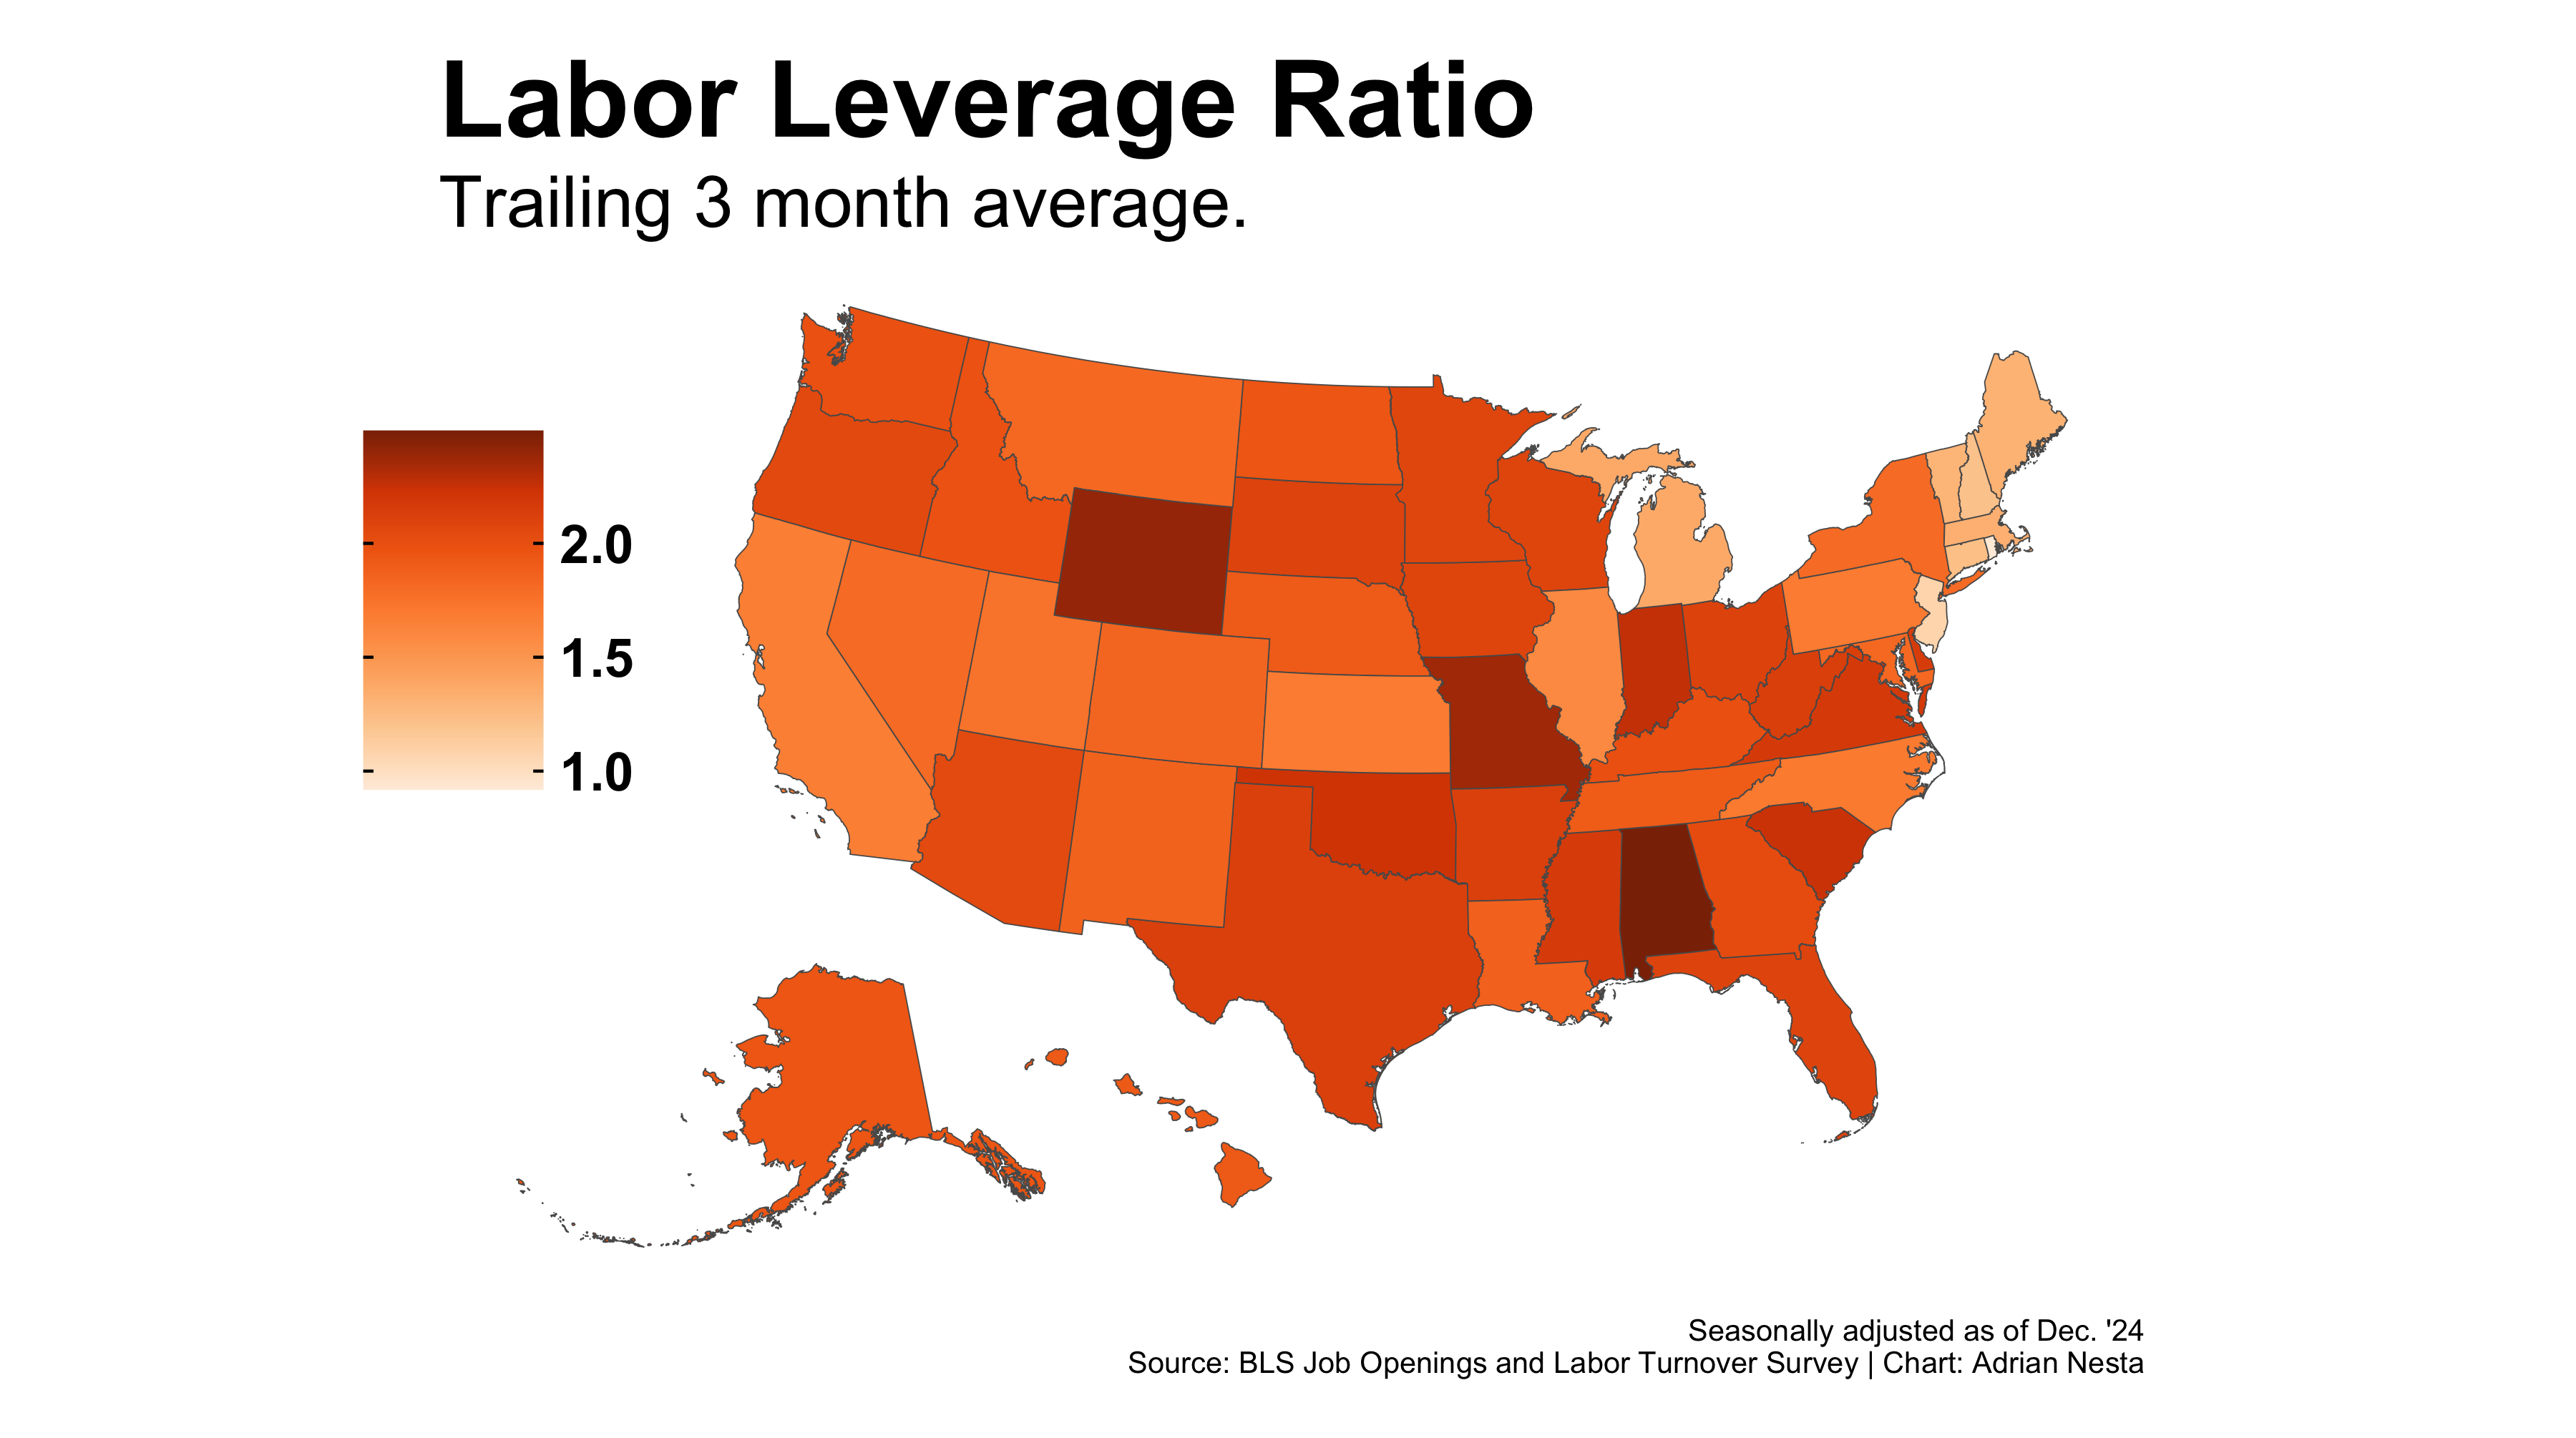 Labor Leverage Ratio
Trailing 3 month average.
2.0
1.5
1.0
Seasonally adjusted as of Dec. '24
Source: BLS Job Openings and Labor Turnover Survey | Chart: Adrian Nesta